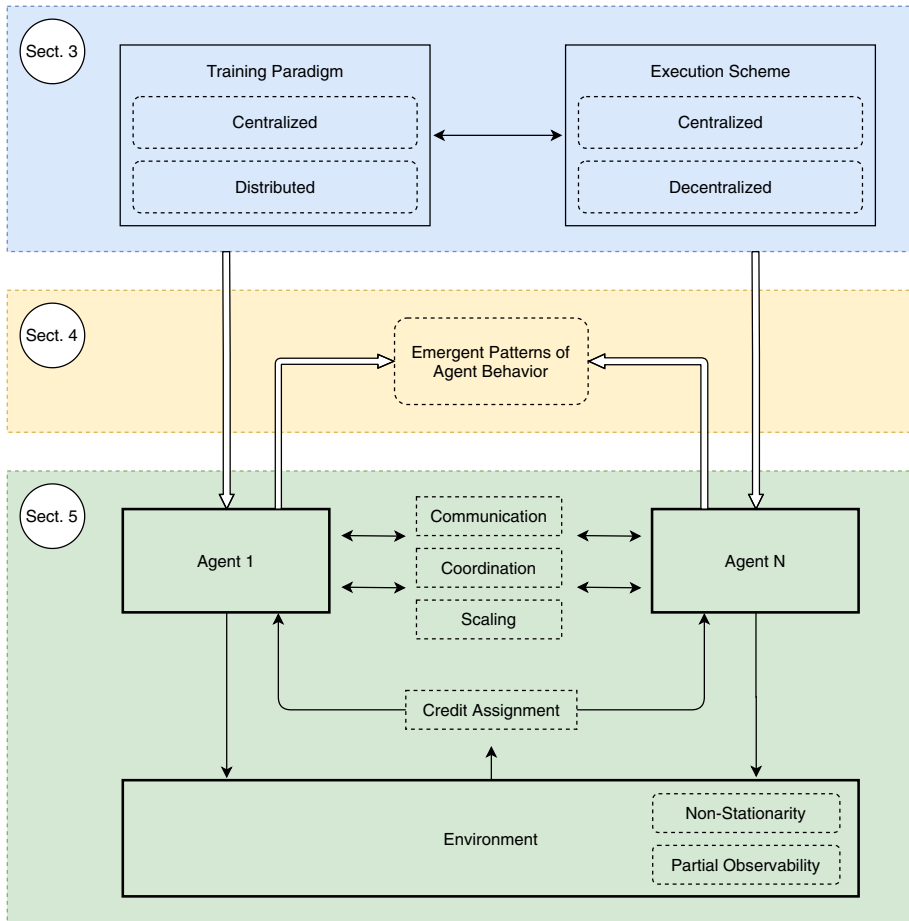 Sect. 3
Training Paradigm
Centralized
Distributed
Execution Scheme
Centralized
Decentralized
Sect. 4
Emergent Patterns of
Agent Behavior
Sect. 5
Agent 1
Communication
Coordination
Scaling
Agent N
Credit Assignment
Environment
Non-Stationarity
Partial Observability